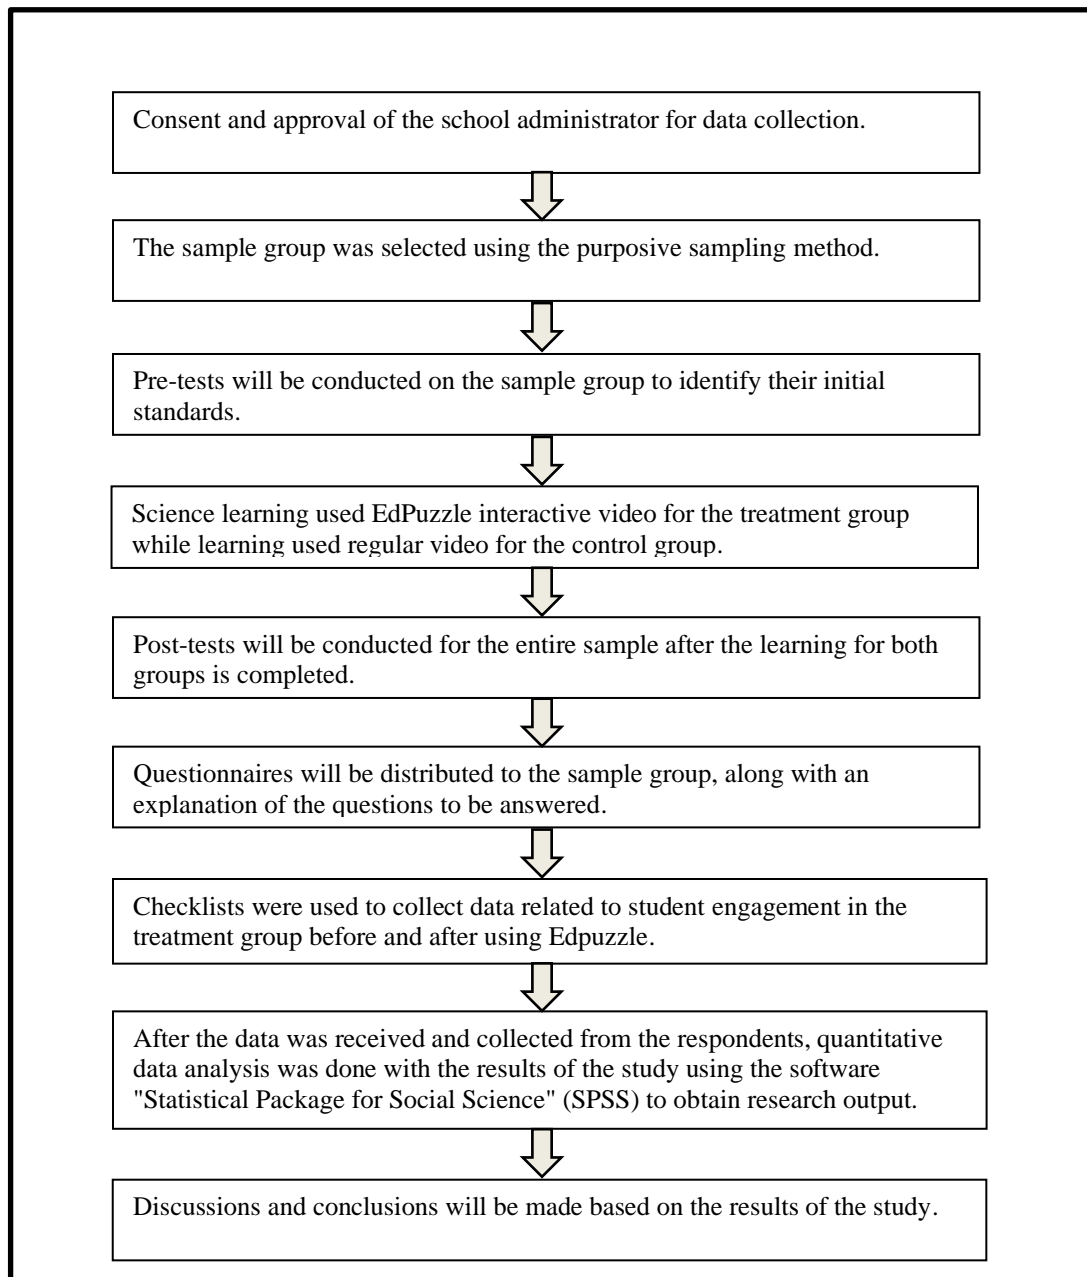 Consent and approval of the school administrator for data collection.
The sample group was selected using the purposive sampling method.
Pre-tests will be conducted on the sample group to identify their initial
standards.
Science learning used EdPuzzle interactive video for the treatment group
while learning used regular video for the control group.
Post-tests will be conducted for the entire sample after the learning for both
groups is completed.
Questionnaires will be distributed to the sample group, along with an
explanation of the questions to be answered.
Checklists were used to collect data related to student engagement in the
treatment group before and after using Edpuzzle.
After the data was received and collected from the respondents, quantitative
data analysis was done with the results of the study using the software
"Statistical Package for Social Science" (SPSS) to obtain research output.
Discussions and conclusions will be made based on the results of the study.